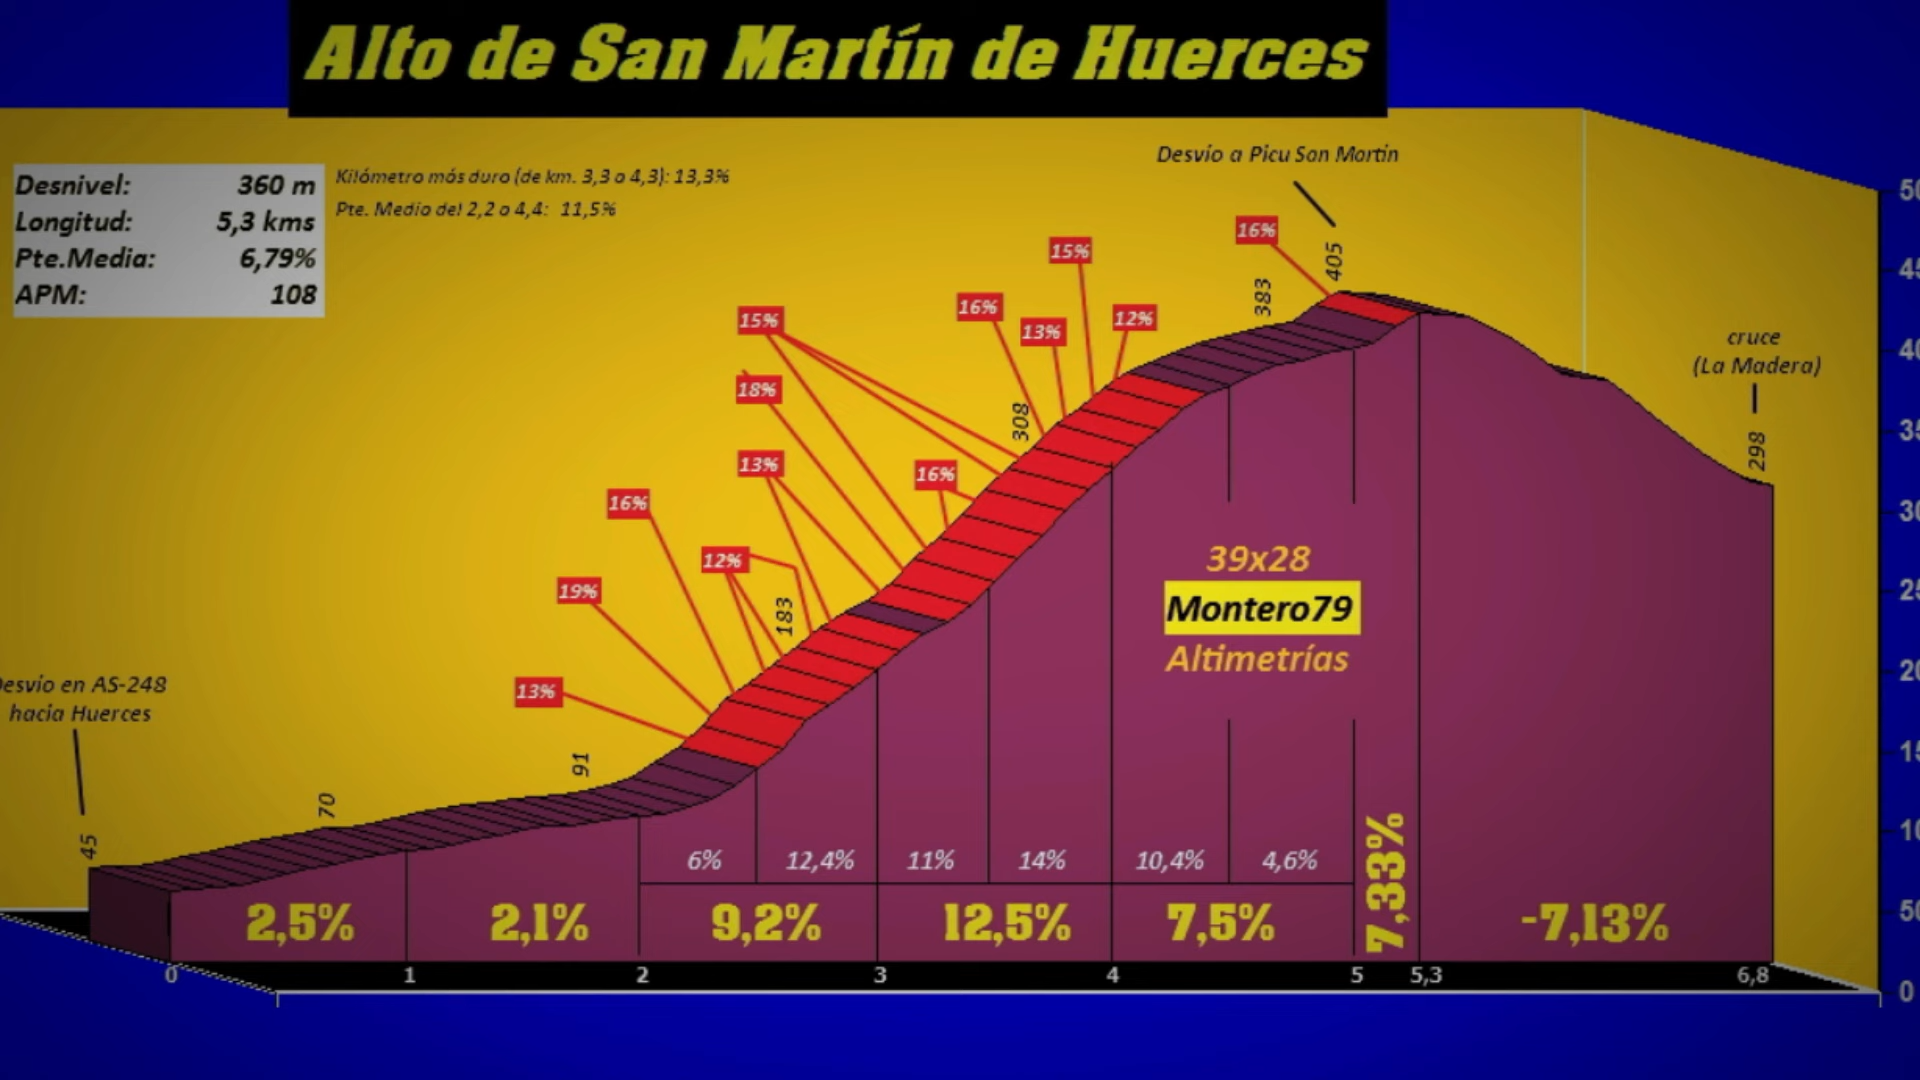 Alto de San Martín de Huerces
Desnivel: 360 m
Longitud: 5,3 kms
Pte.Media: 6,79%
APM: 108
Kilómetro más duro (de km. 3,3 a 4,3): 13,3%
Pte. Media del 2,2 a 4,4: 11,5%
Desvío a Picu San Martín
16%
405
383
15%
16%
13%
12%
15%
18%
308
13%
16%
16%
12%
183
19%
13%
91
70
Desvío en AS-248
hacia Huerces
45
cruce
(La Madera)
298
39x28
Montero79
Altimetrías
6% 12,4% 11% 14% 10,4% 4,6%
2,5% 2,1% 9,2% 12,5% 7,5% 7,33% -7,13%
0 1 2 3 4 5 5,3 6,8
0